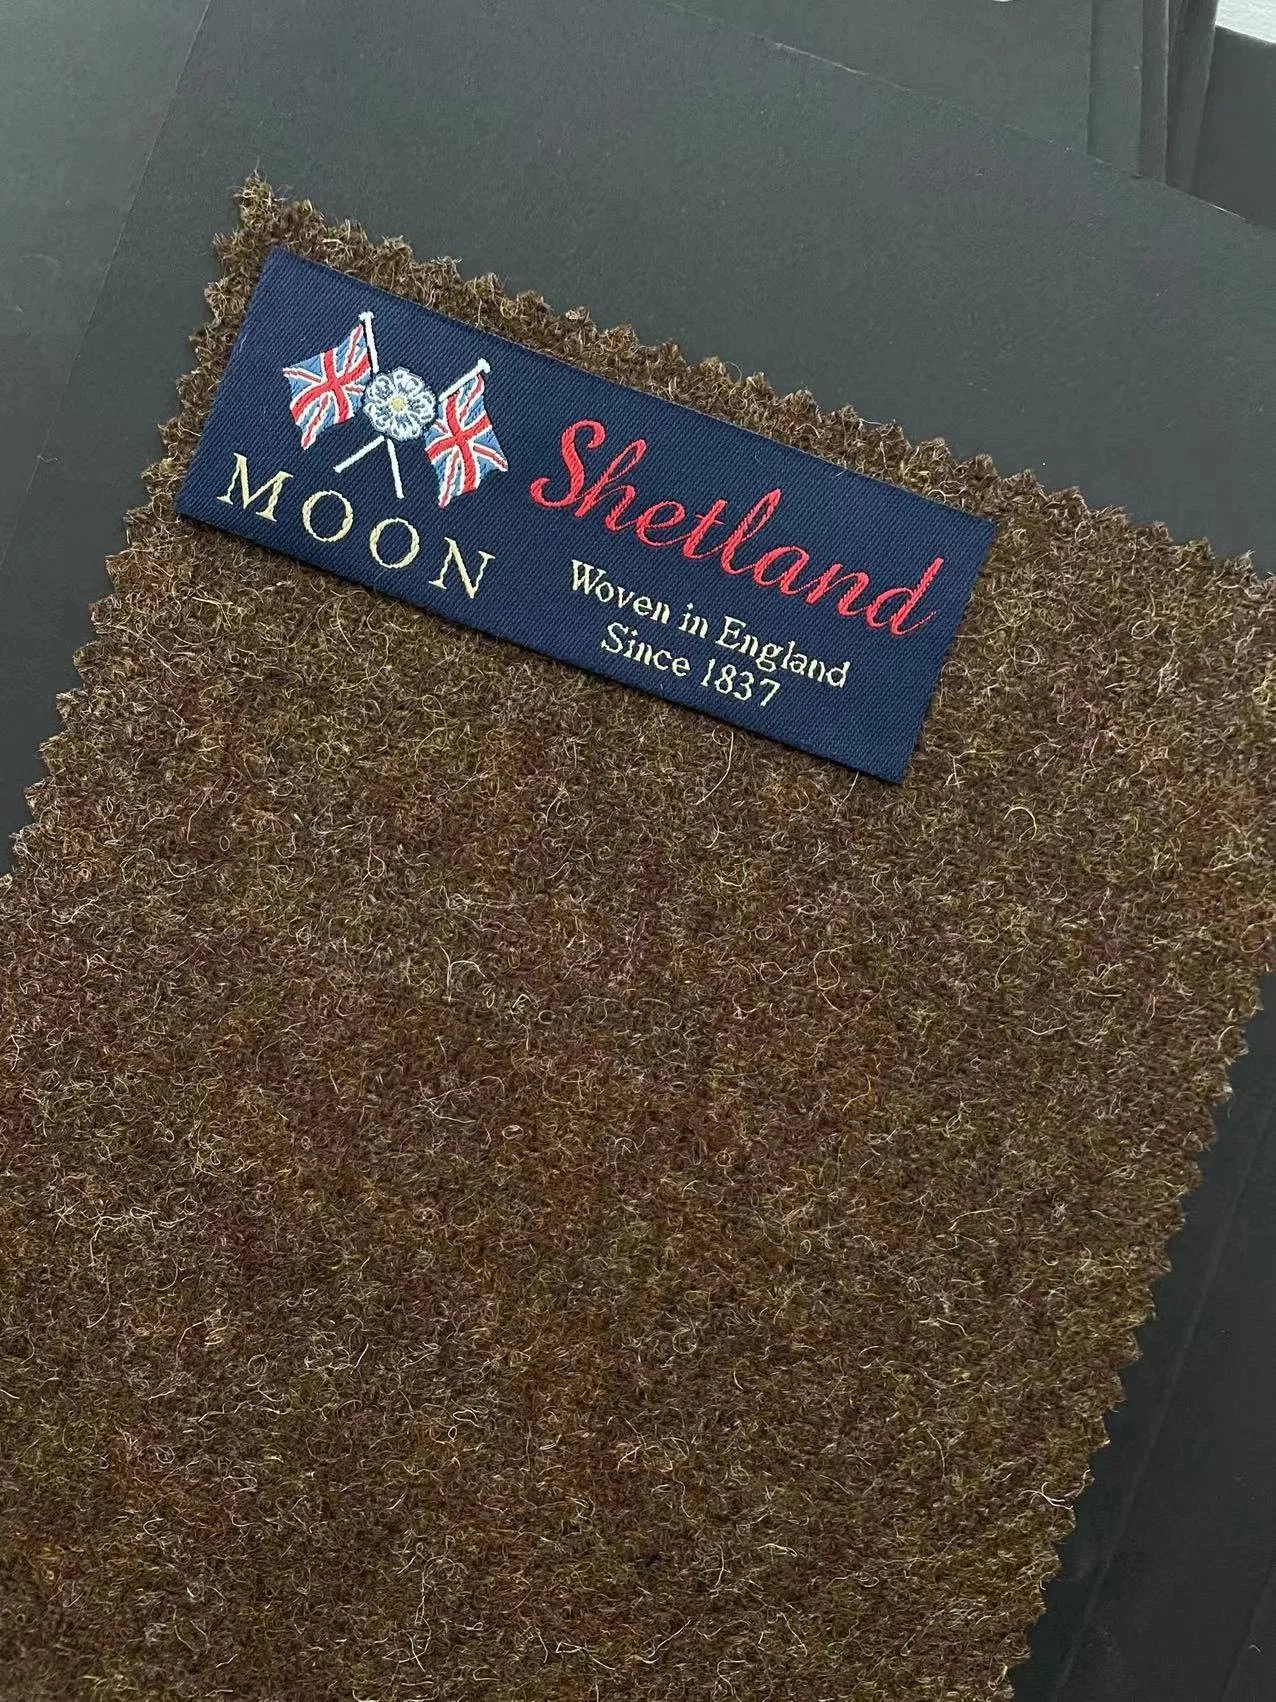 MOON
Shetland
Woven in England
Since 1837